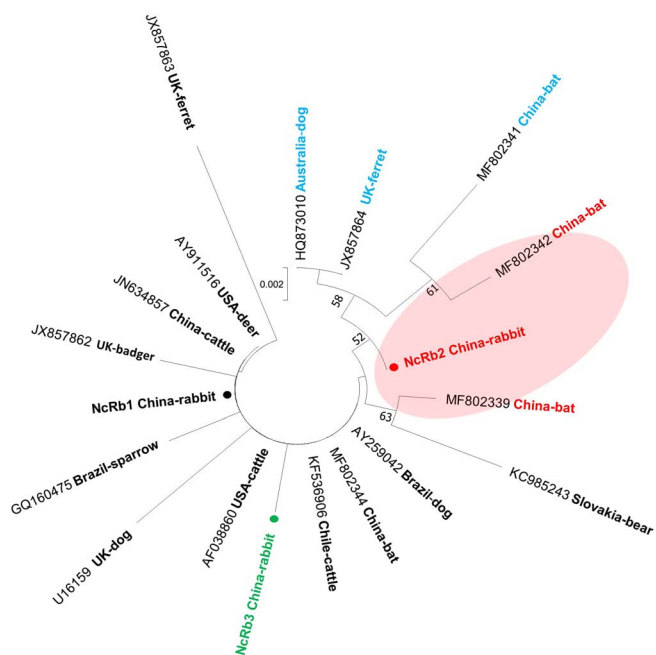 JX857863 UK-ferret
HQ873010 Australia-dog
JX857864 UK-ferret
MF802341 China-bat
MF802342 China-bat
AY911516 USA-deer
0.002
61
58
JN634857 China-cattle
52
NcRb2 China-rabbit
JX857862 UK-badger
NcRb1 China-rabbit
MF802339 China-bat
63
GQ160475 Brazil-sparrow
AY259042 Brazil-dog
KC985243 Slovakia-bear
U16159 UK-dog
AF038860 USA-cattle
MF802344 China-bat
KF536906 Chile-cattle
NcRb3 China-rabbit